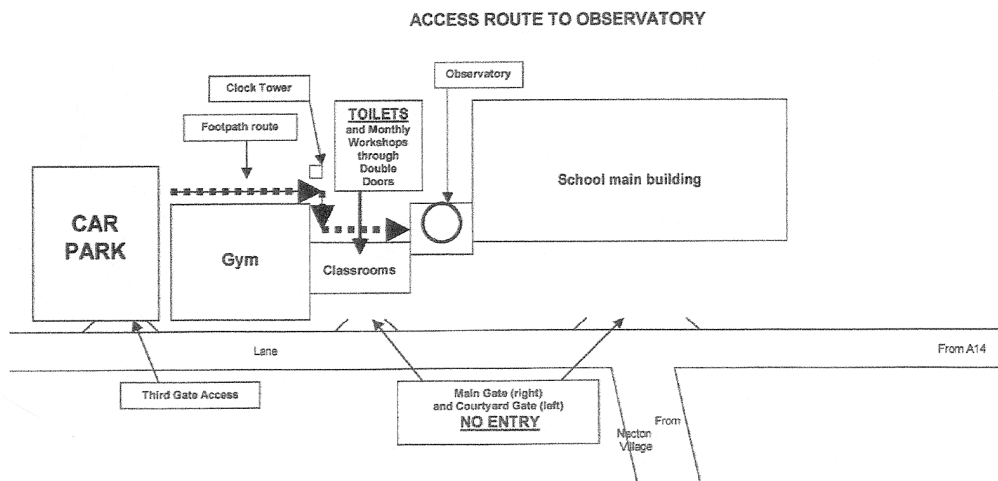 ACCESS ROUTE TO OBSERVATORY
Observatory
Clock Tower
TOILETS
and Monthly
Workshops
through
Double
Doors
Footpath route
School main building
CAR
PARK
Gym
Classrooms
Lane
From A14
Third Gate Access
Main Gate (right)
and Courtyard Gate (left)
NO ENTRY
From
Nacton
Village